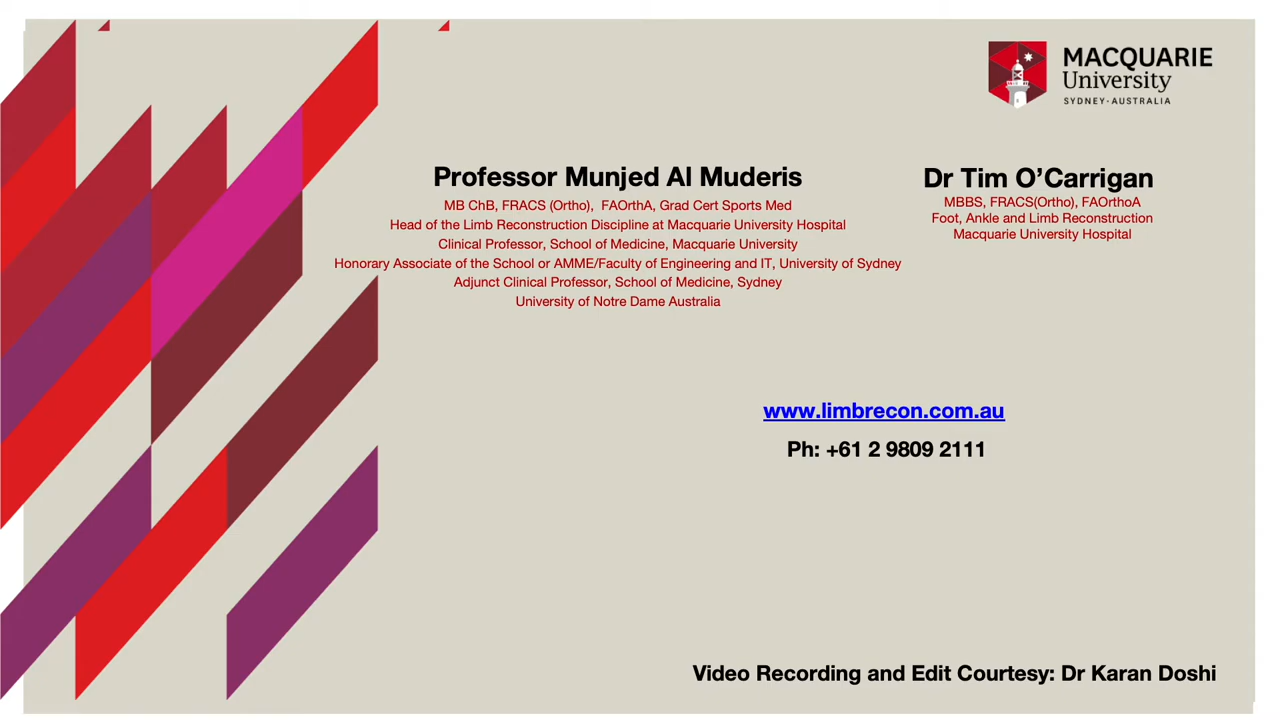 MACQUARIE
University
SYDNEY-AUSTRALIA
Professor Munjed Al Muderis
MB ChB, FRACS (Ortho), FAOrthA, Grad Cert Sports Med
Head of the Limb Reconstruction Discipline at Macquarie University Hospital
Clinical Professor, School of Medicine, Macquarie University
Honorary Associate of the School or AMME/Faculty of Engineering and IT, University of Sydney
Adjunct Clinical Professor, School of Medicine, Sydney
University of Notre Dame Australia
Dr Tim O’Carrigan
MBBS, FRACS(Ortho), FAOrthoA
Foot, Ankle and Limb Reconstruction
Macquarie University Hospital
www.limbrecon.com.au
Ph: +61 2 9809 2111
Video Recording and Edit Courtesy: Dr Karan Doshi